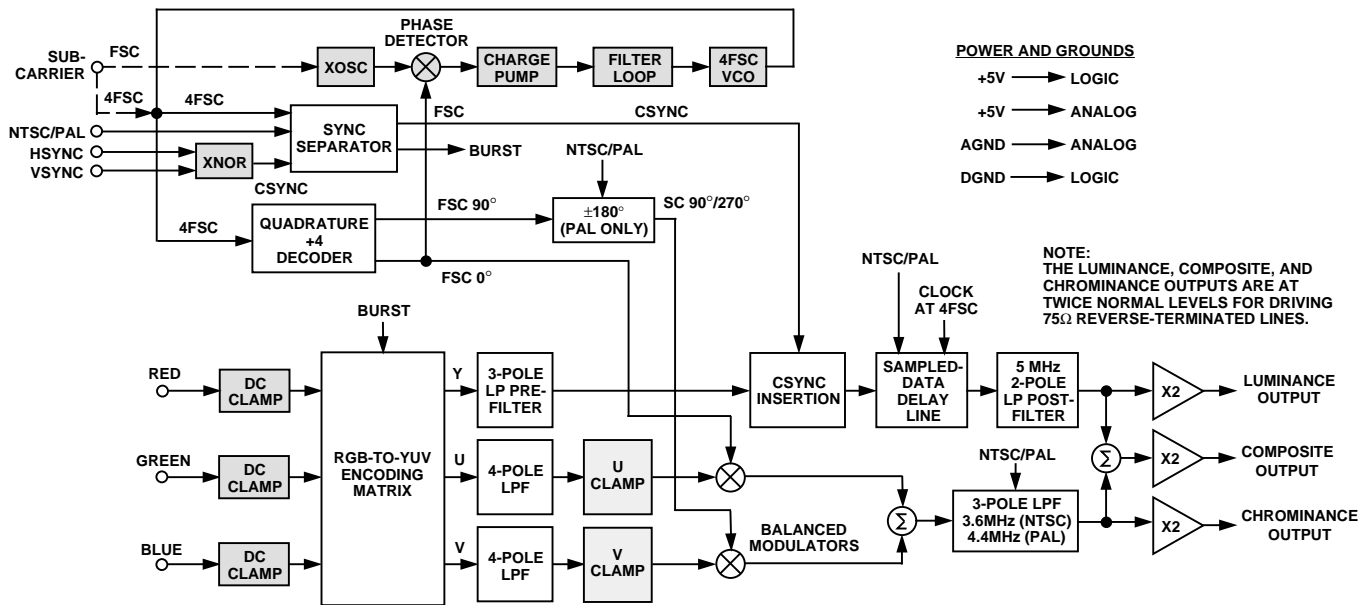 FSC
SUB-
CARRIER
4FSC
4FSC
NTSC/PAL
HSYNC
VSYNC
XNOR
CSYNC
SYNC
SEPARATOR
XOSC
PHASE
DETECTOR
CHARGE
PUMP
FILTER
LOOP
4FSC
VCO
FSC
CSYNC
BURST
POWER AND GROUNDS
+5V LOGIC
+5V ANALOG
AGND ANALOG
DGND LOGIC
4FSC
QUADRATURE
+4
DECODER
FSC 90°
FSC 0°
NTSC/PAL
±180°
(PAL ONLY)
SC 90°/270°
NOTE:
THE LUMINANCE, COMPOSITE, AND
CHROMINANCE OUTPUTS ARE AT
TWICE NORMAL LEVELS FOR DRIVING
75Ω REVERSE-TERMINATED LINES.
NTSC/PAL
CLOCK
AT 4FSC
BURST
RED
DC
CLAMP
GREEN
DC
CLAMP
BLUE
DC
CLAMP
RGB-TO-YUV
ENCODING
MATRIX
Y
3-POLE
LP PRE-
FILTER
U
4-POLE
LPF
U
CLAMP
V
4-POLE
LPF
V
CLAMP
BALANCED
MODULATORS
CSYNC
INSERTION
SAMPLED-
DATA
DELAY
LINE
5 MHz
2-POLE
LP POST-
FILTER
Σ
NTSC/PAL
3-POLE LPF
3.6MHz (NTSC)
4.4MHz (PAL)
Σ
X2
LUMINANCE
OUTPUT
X2
COMPOSITE
OUTPUT
X2
CHROMINANCE
OUTPUT